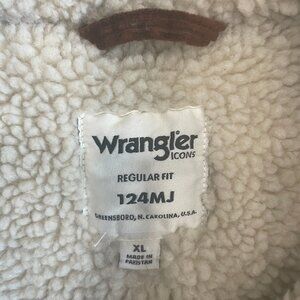 Wrangler
ICONS
REGULAR FIT
124MJ
GREENSBORO, N. CAROLINA, U.S.A.
XL
MADE IN
PAKISTAN